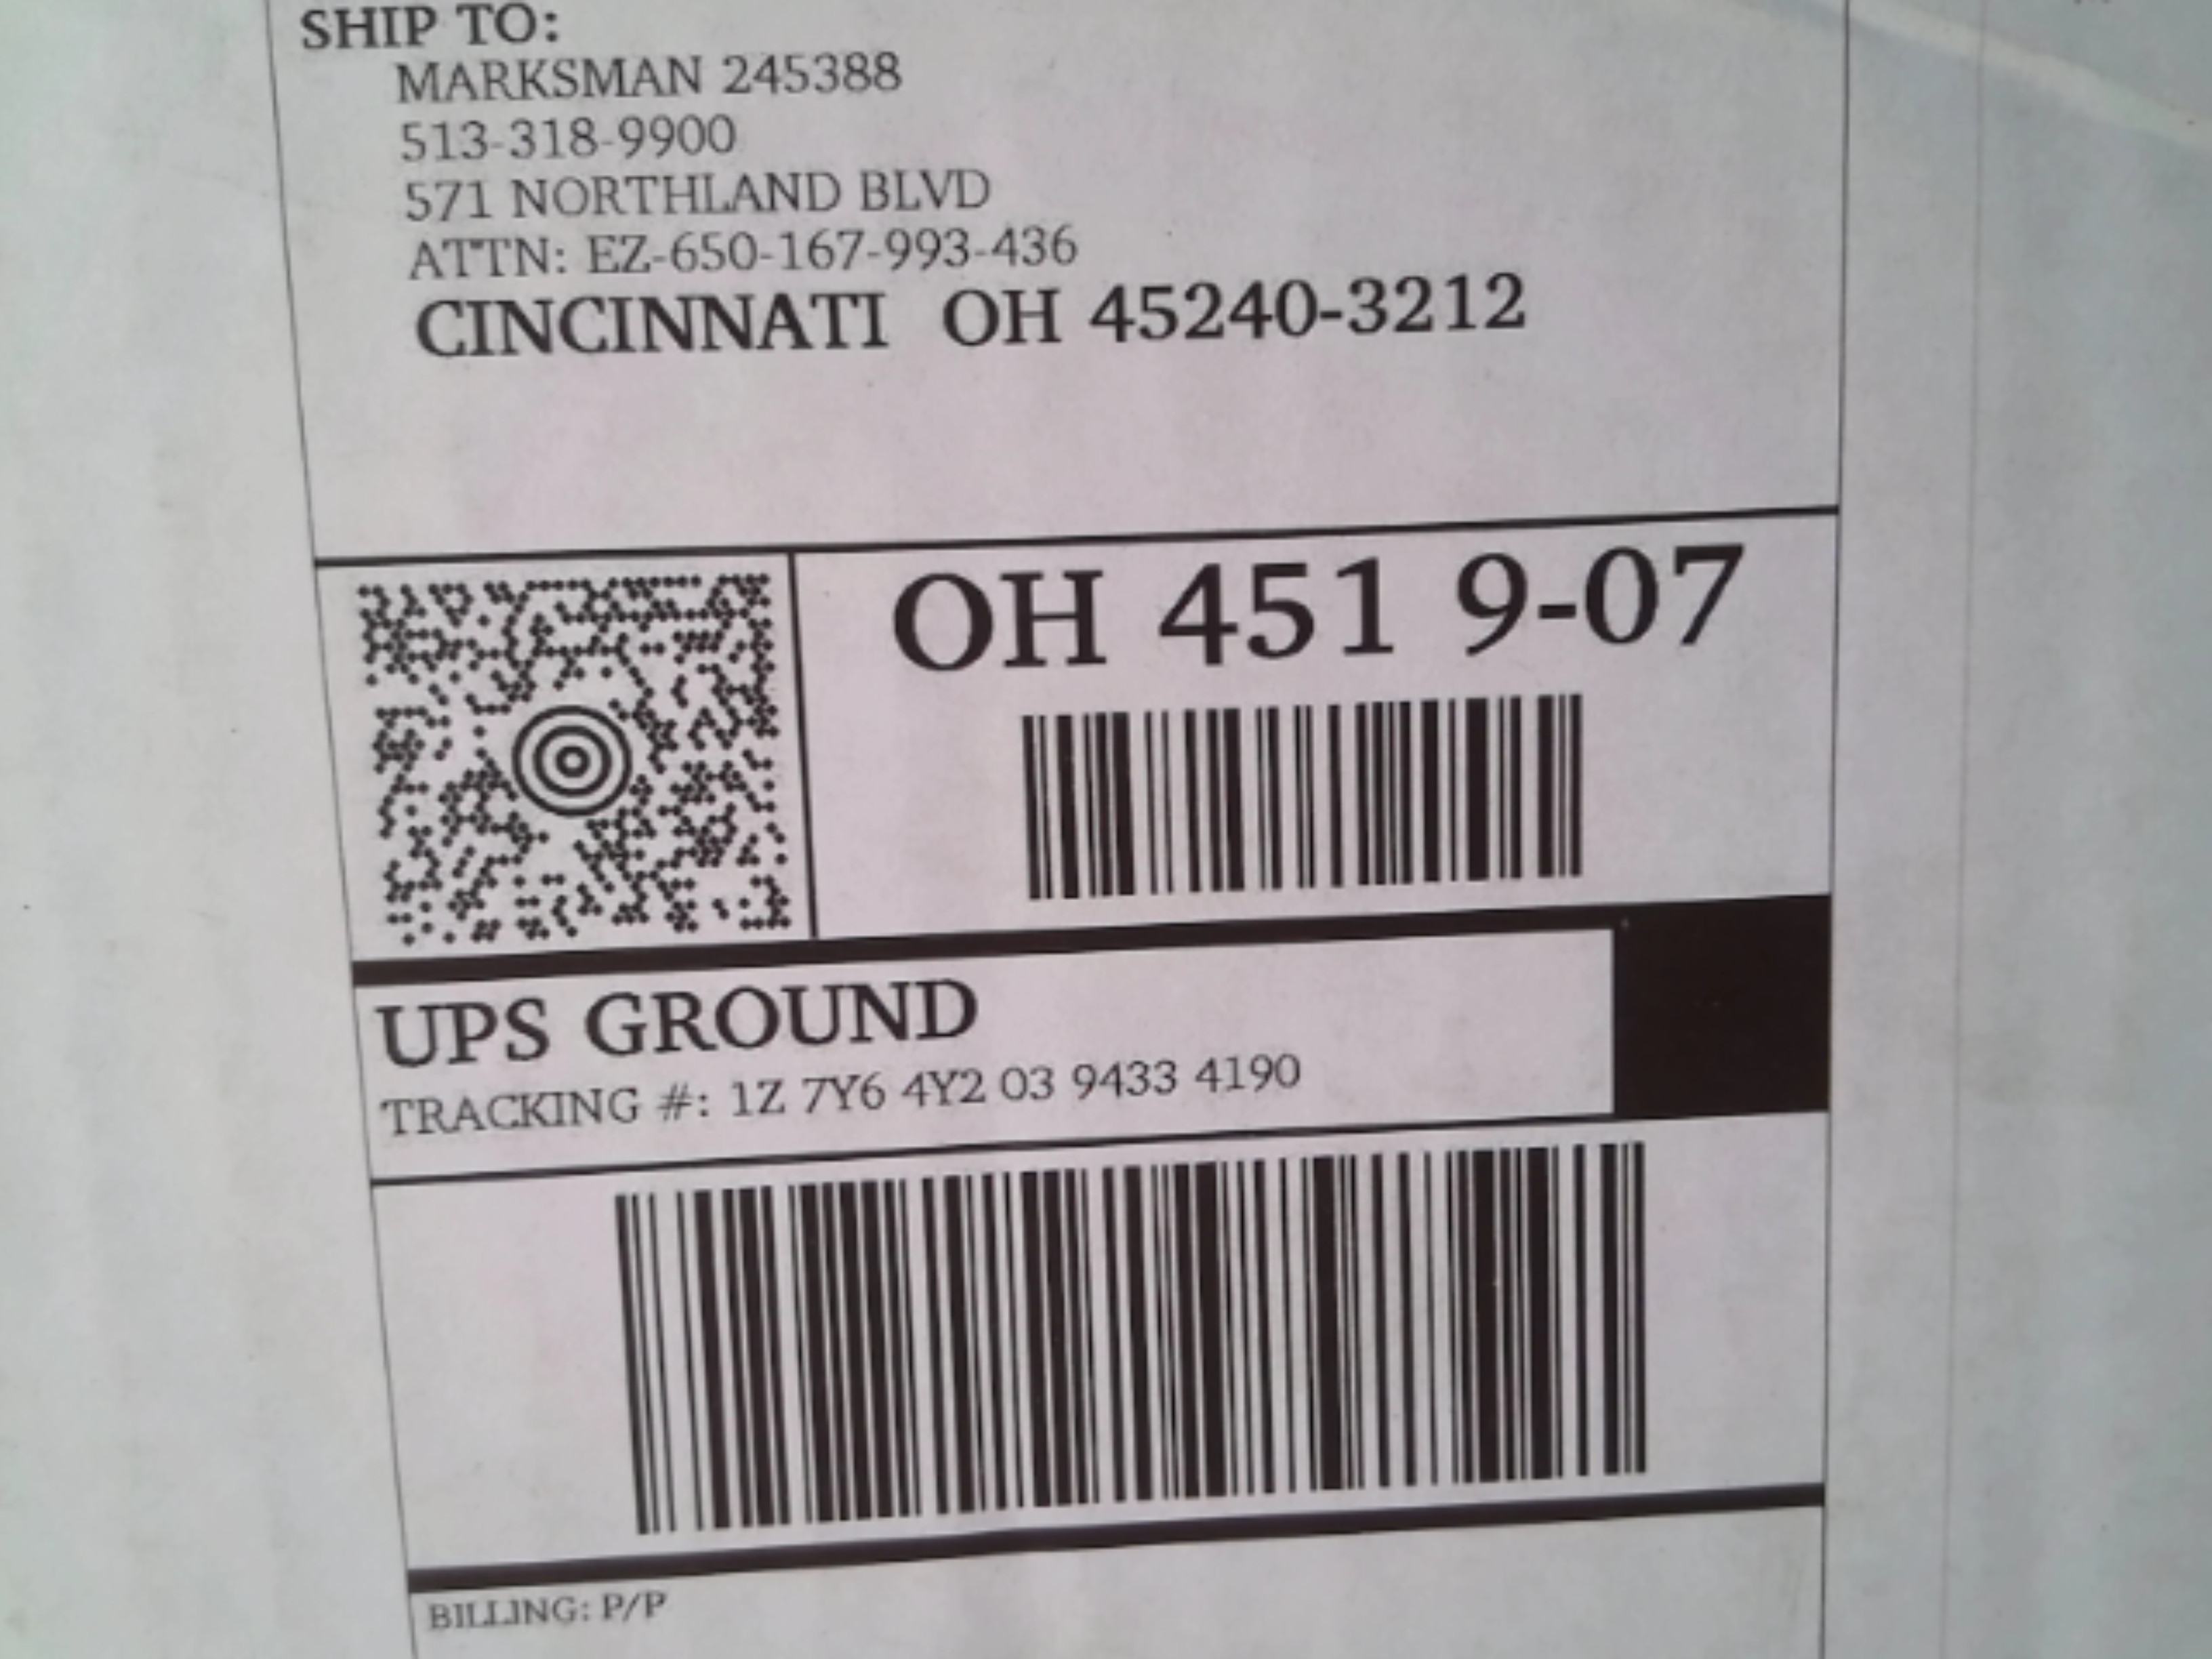 SHIP TO:
MARKSMAN 245388
513-318-9900
571 NORTHLAND BLVD
ATTN: EZ-650-167-993-436
CINCINNATI OH 45240-3212
OH 451 9-07
UPS GROUND
TRACKING #: 1Z 7Y6 4Y2 03 9433 4190
BILLING: P/P